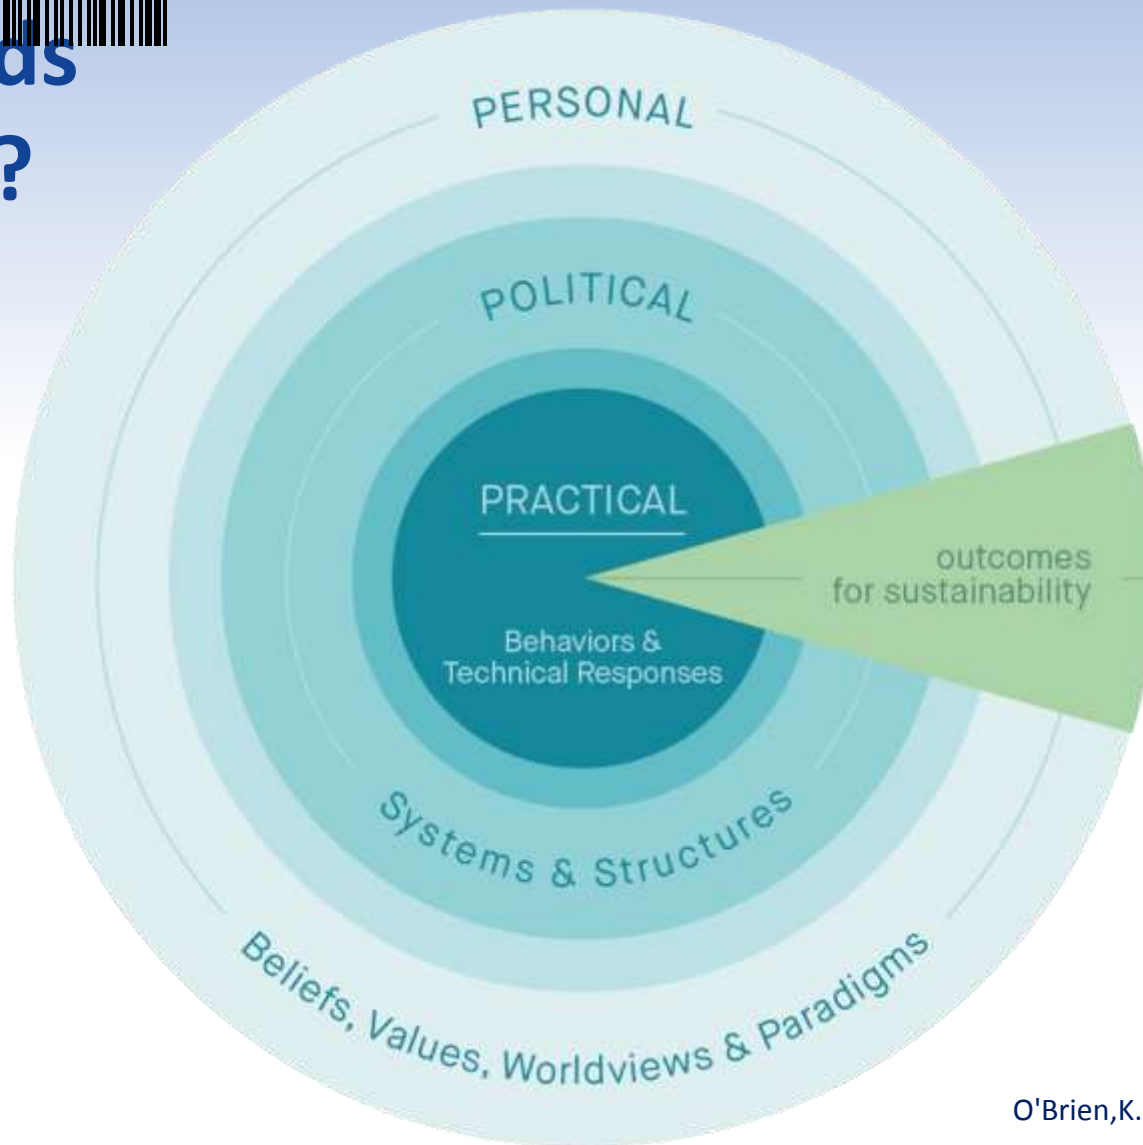 ds
?
PERSONAL
POLITICAL
PRACTICAL
outcomes
for sustainability
Behaviors &
Technical Responses
Systems & Structures
Beliefs, Values, Worldviews & Paradigms
O'Brien,K.